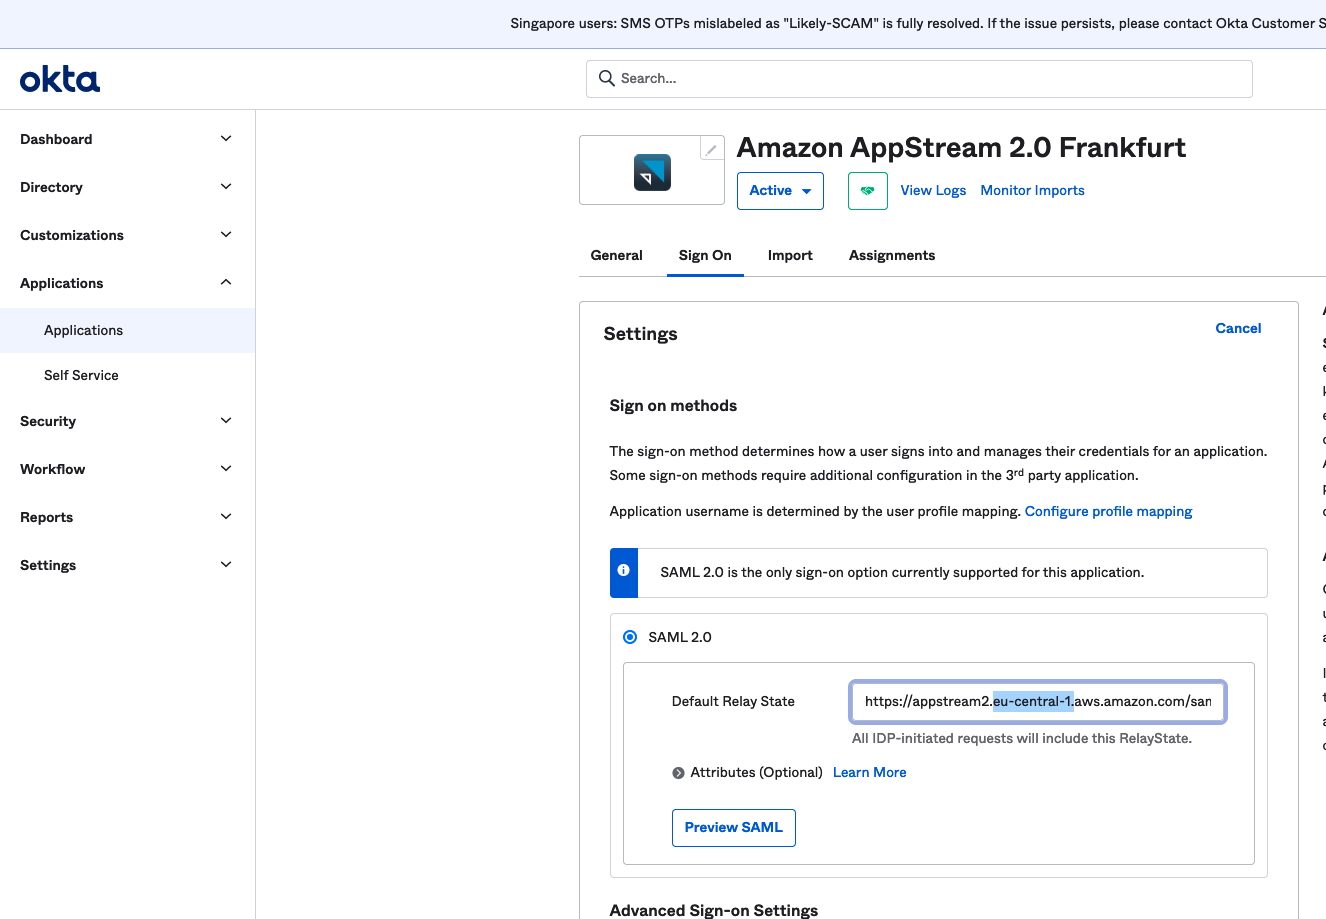 Singapore users: SMS OTPs mislabeled as "Likely-SCAM" is fully resolved. If the issue persists, please contact Okta Customer S
okta
Search...
Dashboard
Directory
Customizations
Applications
Applications
Self Service
Security
Workflow
Reports
Settings
Amazon AppStream 2.0 Frankfurt
Active
View Logs
Monitor Imports
General
Sign On
Import
Assignments
Settings
Cancel
Sign on methods
The sign-on method determines how a user signs into and manages their credentials for an application.
Some sign-on methods require additional configuration in the 3rd party application.
Application username is determined by the user profile mapping. Configure profile mapping
SAML 2.0 is the only sign-on option currently supported for this application.
SAML 2.0
Default Relay State
https://appstream2.eu-central-1.aws.amazon.com/sam
All IDP-initiated requests will include this RelayState.
Attributes (Optional) Learn More
Preview SAML
Advanced Sign-on Settings